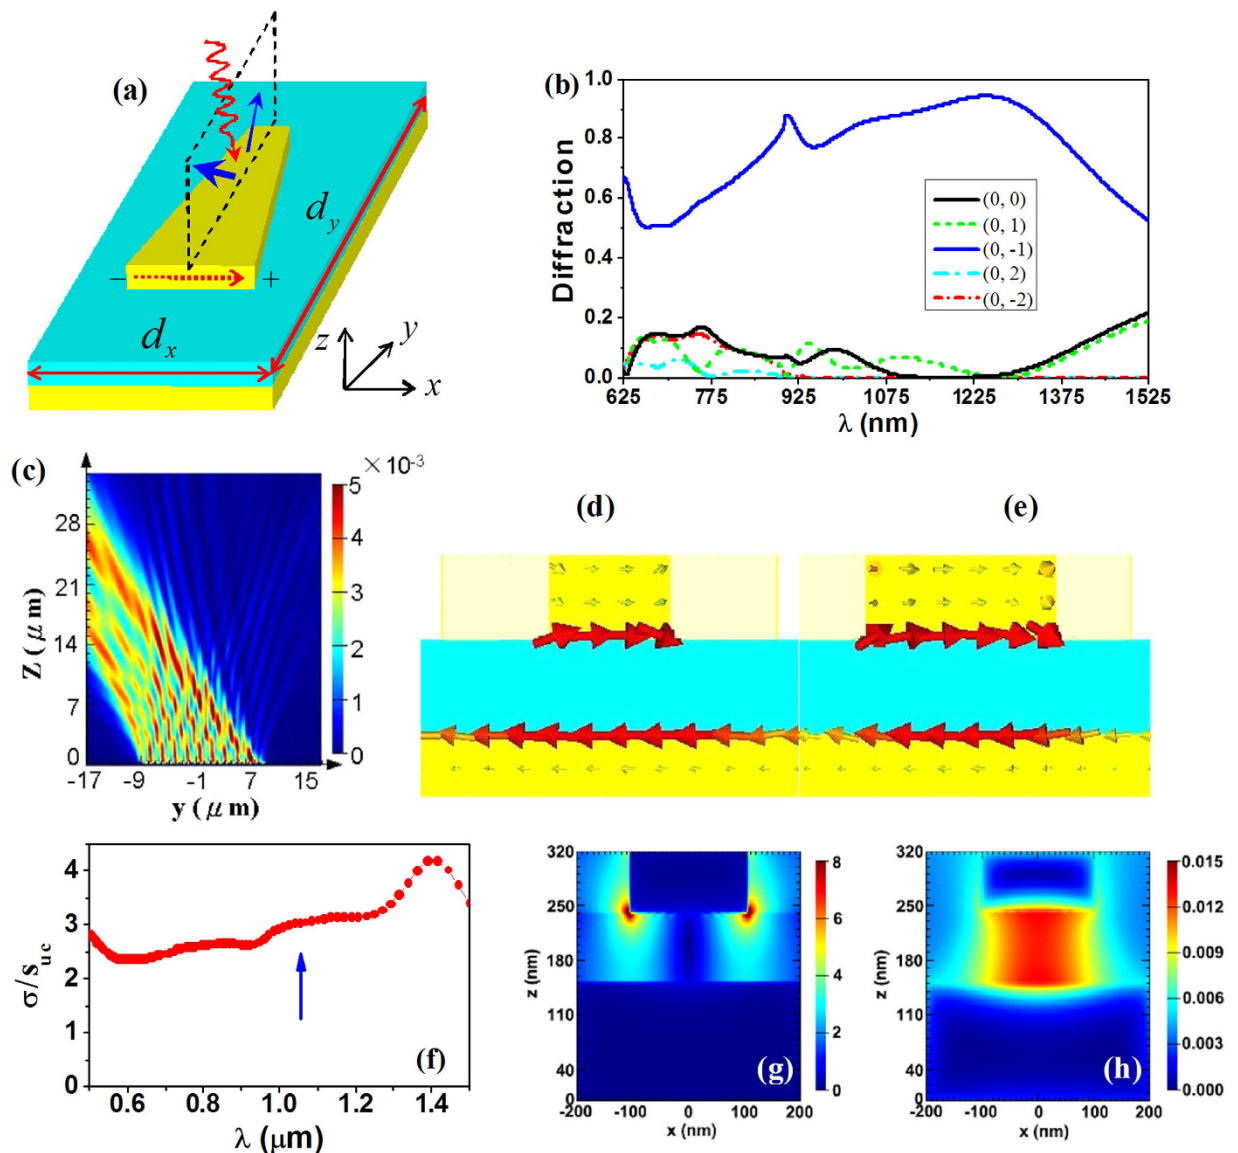 (a)
dy
− +
dx
z
y
x
(b)
1.0
0.8
0.6
0.4
0.2
0.0
Diffraction
(0, 0)
(0, 1)
(0, -1)
(0, 2)
(0, -2)
625 775 925 1075 1225 1375 1525
λ (nm)
(c)
×10⁻³
Z (μm)
28
21
14
7
0
-17 -9 -1 7 15
y (μm)
5
4
3
2
1
0
(d)
(e)
σ/suc
4
3
2
1
0
0.6 0.8 1.0 1.2 1.4
λ (μm)
(f)
z (nm)
320
250
180
110
40
0
-200 -100 0 100 200
x (nm)
(g)
8
6
4
2
0
z (nm)
320
250
180
110
40
0
-200 -100 0 100 200
x (nm)
(h)
0.015
0.012
0.009
0.006
0.003
0.000